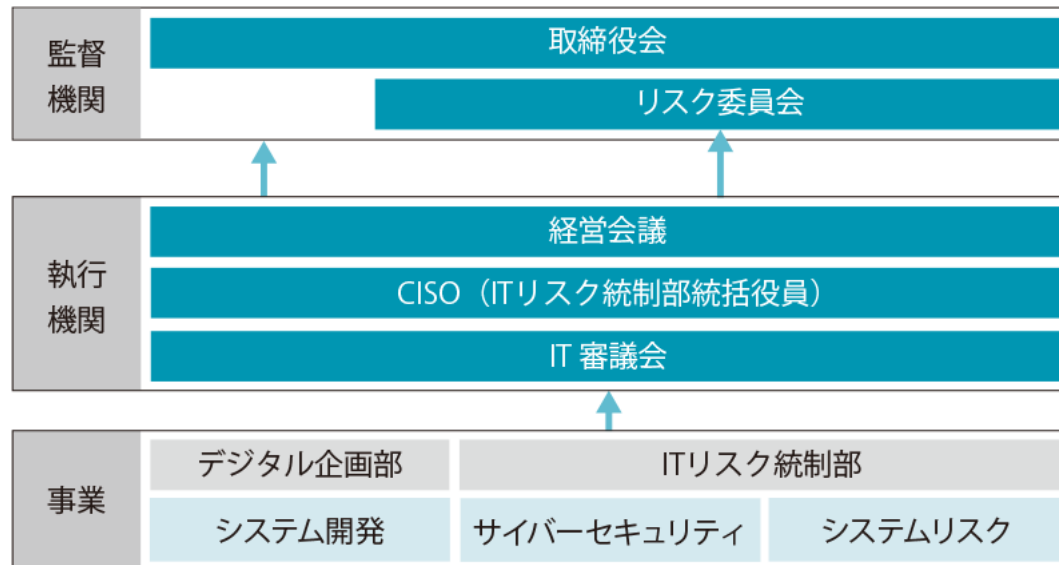 監督
機関
取締役会
リスク委員会
執行
機関
経営会議
CISO（ITリスク統制部統括役員）
IT 審議会
事業
デジタル企画部
ITリスク統制部
システム開発
サイバーセキュリティ
システムリスク